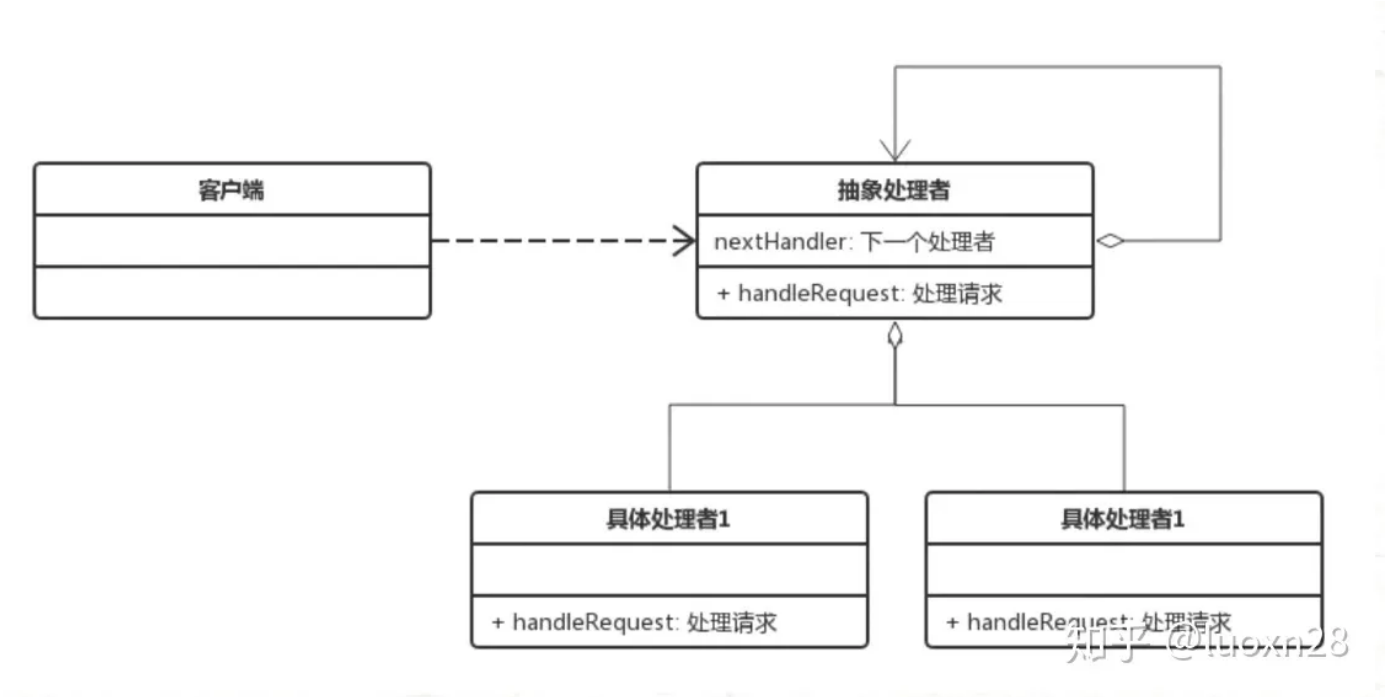 客户端
抽象处理者
nextHandler: 下一个处理者
+ handleRequest: 处理请求
具体处理者1
+ handleRequest: 处理请求
具体处理者1
+ handleRequest: 处理请求
知乎 @luoxn28